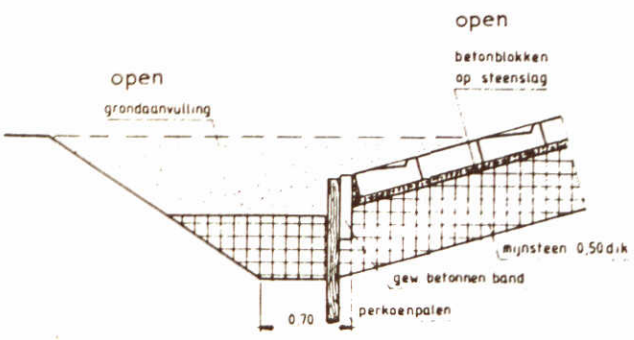 open
betonblokken
op steenslag
open
grondaanvulling
mijnsteen 0,50 dik
gew betonnen band
0,70
perkoenpalen